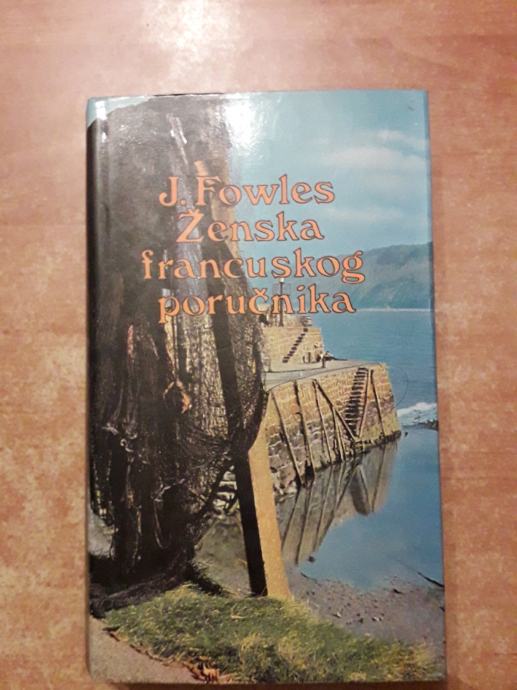 J. Fowles
Ženska
francuskog
poručnika